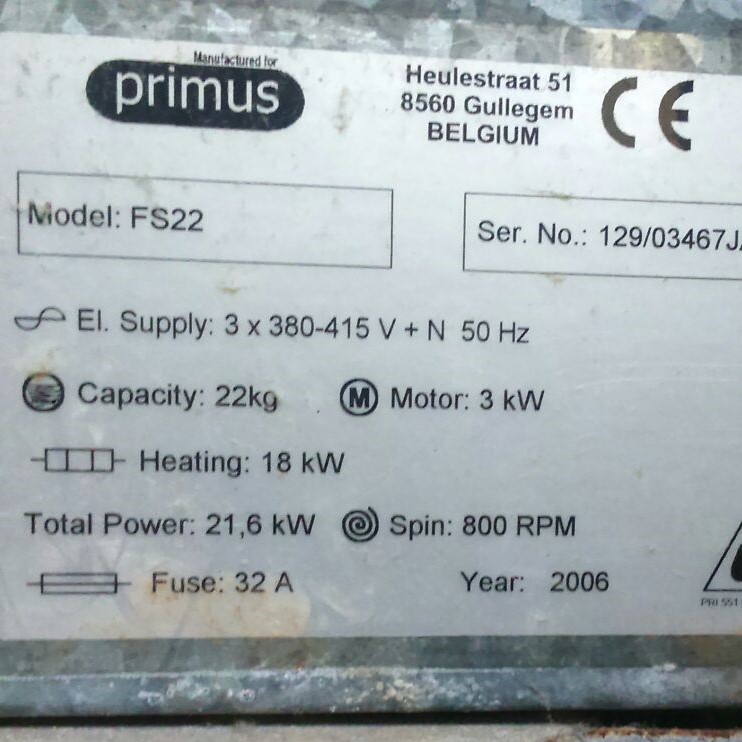 Manufactured for
primus
Heulestraat 51
8560 Gullegem
BELGIUM
CE
Model: FS22
Ser. No.: 129/03467J
El. Supply: 3 x 380-415 V + N 50 Hz
Capacity: 22kg
M Motor: 3 kW
Heating: 18 kW
Total Power: 21,6 kW
Spin: 800 RPM
Fuse: 32 A
Year: 2006
PRI 551